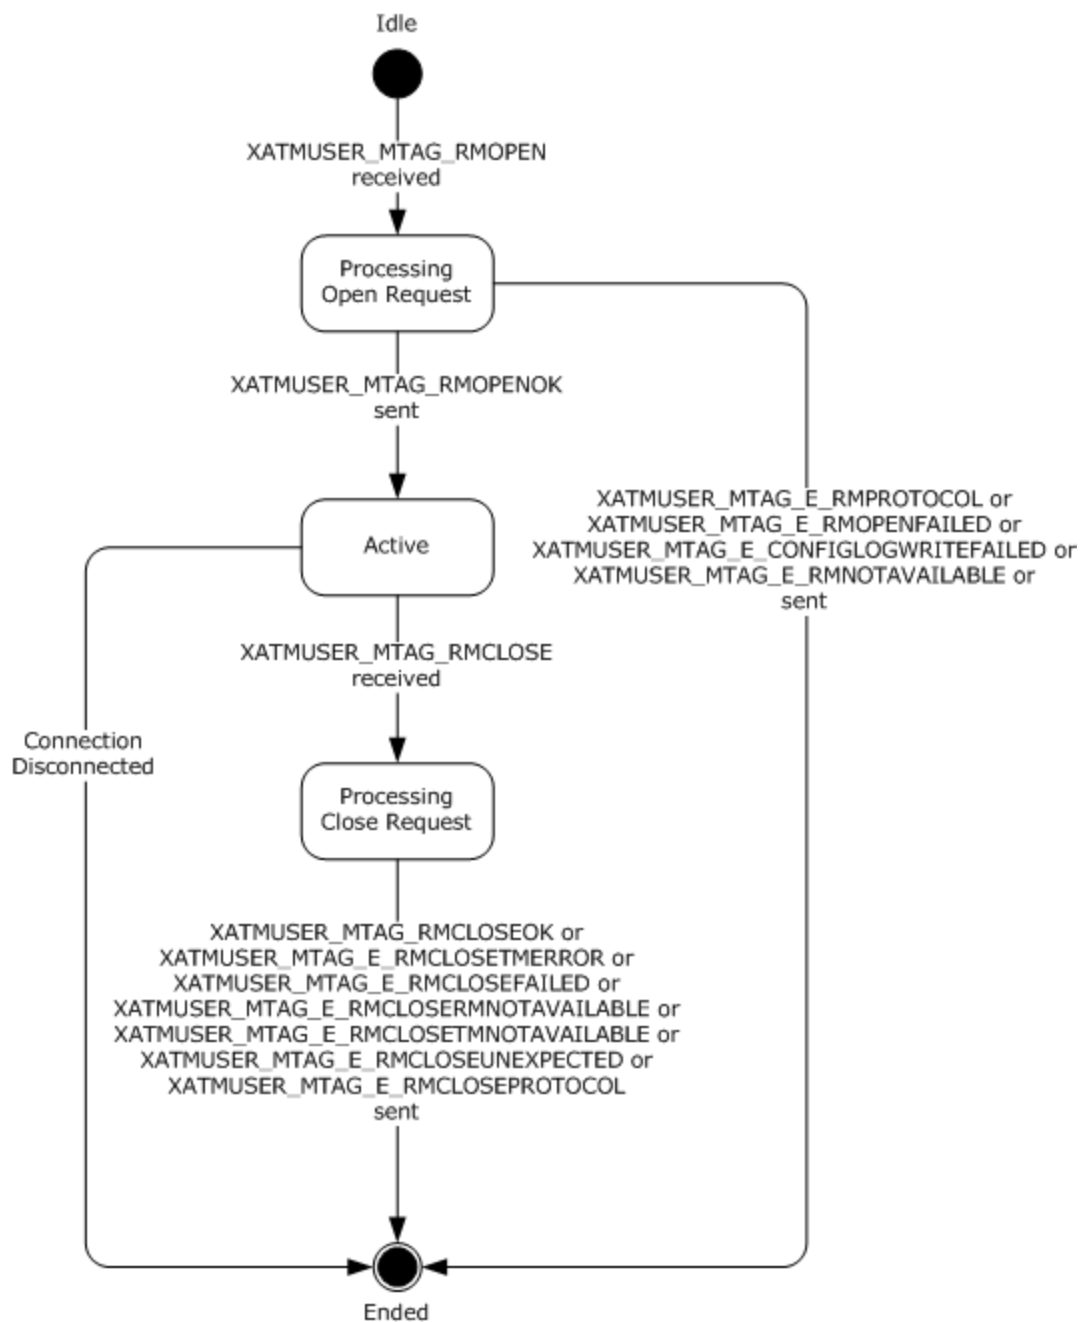 Idle
XATMUSER_MTAG_RMOPEN
received
Processing
Open Request
XATMUSER_MTAG_RMOPENOK
sent
XATMUSER_MTAG_E_RMPROTOCOL or
XATMUSER_MTAG_E_RMOPENFAILED or
XATMUSER_MTAG_E_CONFIGLOGWRITEFAILED or
XATMUSER_MTAG_E_RMNOTAVAILABLE or
sent
Active
XATMUSER_MTAG_RMCLOSE
received
Connection
Disconnected
Processing
Close Request
XATMUSER_MTAG_RMCLOSEOK or
XATMUSER_MTAG_E_RMCLOSETMERROR or
XATMUSER_MTAG_E_RMCLOSEFAILED or
XATMUSER_MTAG_E_RMCLOSERMNOTAVAILABLE or
XATMUSER_MTAG_E_RMCLOSETMNOTAVAILABLE or
XATMUSER_MTAG_E_RMCLOSEUNEXPECTED or
XATMUSER_MTAG_E_RMCLOSEPROTOCOL
sent
Ended